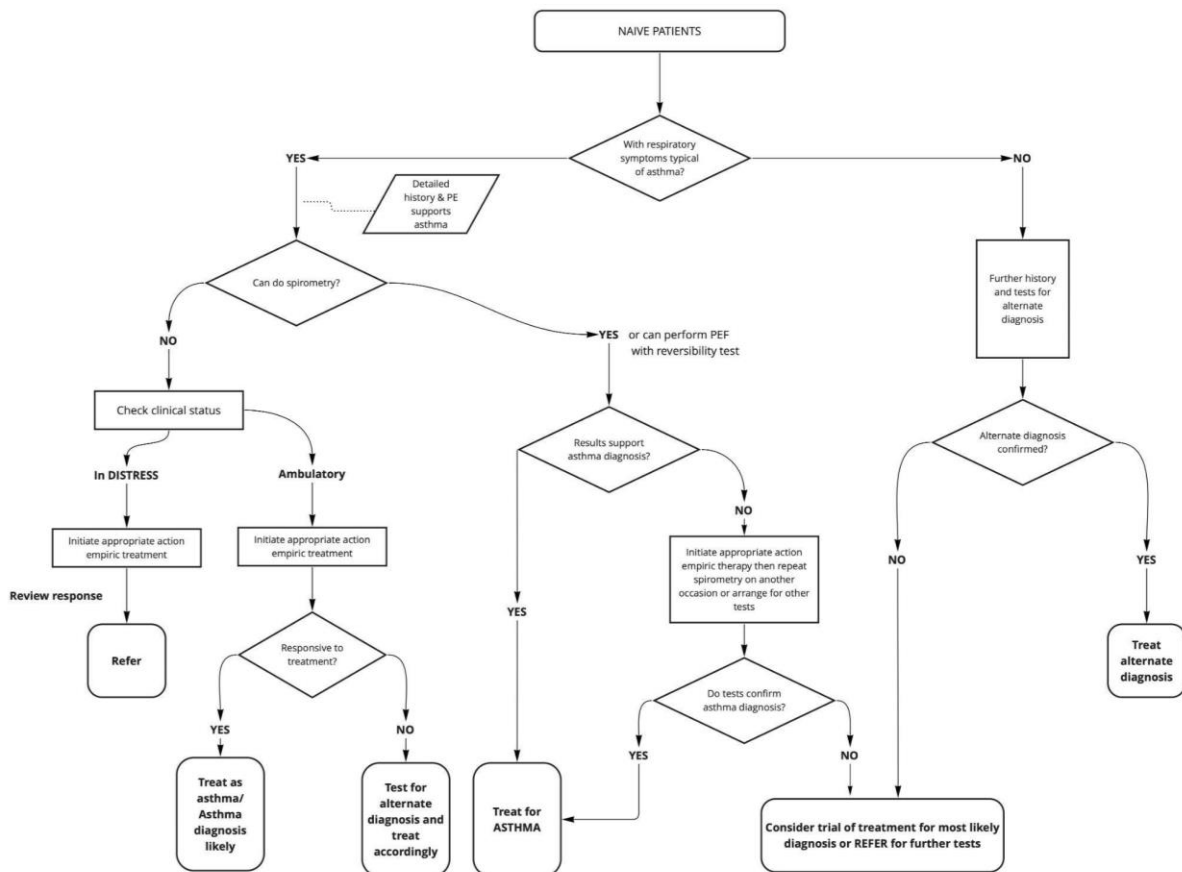 NAIVE PATIENTS
With respiratory
symptoms typical
of asthma?
YES
NO
Detailed
history & PE
supports
asthma
Can do spirometry?
Further history
and tests for
alternate
diagnosis
NO
YES or can perform PEF
with reversibility test
Check clinical status
Results support
asthma diagnosis?
Alternate diagnosis
confirmed?
In DISTRESS
Ambulatory
NO
Initiate appropriate action
empiric treatment
Initiate appropriate action
empiric treatment
Initiate appropriate action
empiric therapy then repeat
spirometry on another
occasion or arrange for other
tests
NO
YES
Review response
YES
Refer
Responsive to
treatment?
Treat
alternate
diagnosis
Do tests confirm
asthma diagnosis?
YES
NO
YES
NO
Treat as
asthma/
Asthma
diagnosis
likely
Test for
alternate
diagnosis and
treat
accordingly
Treat for
ASTHMA
Consider trial of treatment for most likely
diagnosis or REFER for further tests